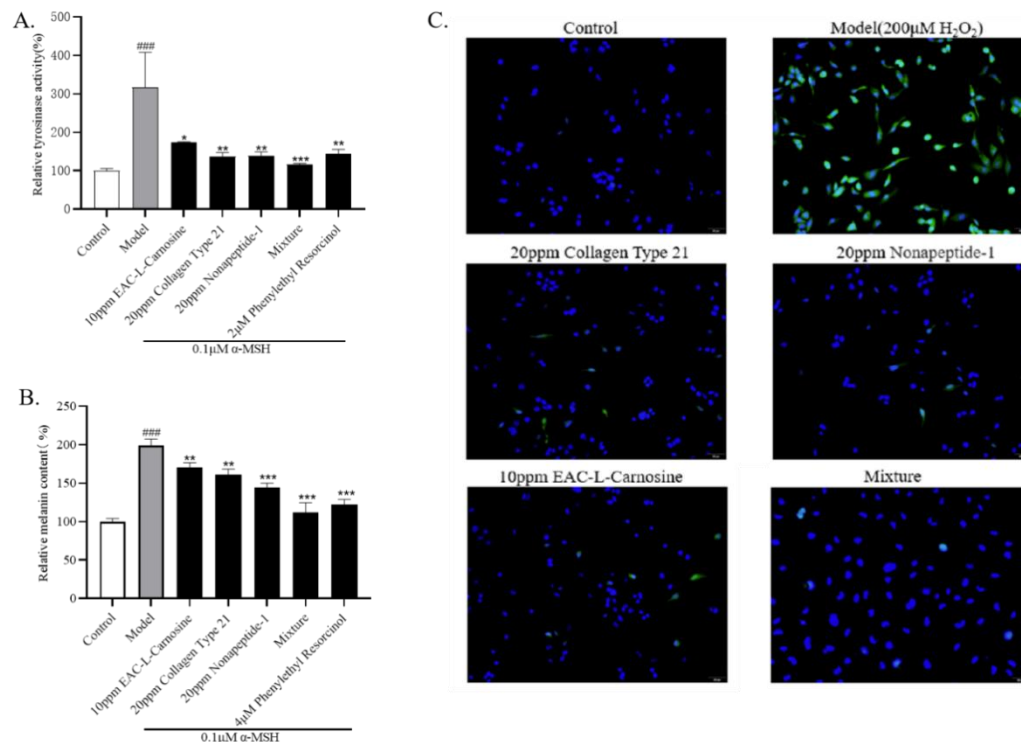 A.
500
400
300
200
100
0
Relative tyrosinase activity(%)
###
*
**
**
***
**
Control
Model
10ppm EAC-L-Carnosine
20ppm Collagen Type 21
20ppm Nonapeptide-1
Mixture
2μM Phenylethyl Resorcinol
0.1μM α-MSH
B.
250
200
150
100
50
0
Relative melanin content( %)
###
**
**
***
***
***
Control
Model
10ppm EAC-L-Carnosine
20ppm Collagen Type 21
20ppm Nonapeptide-1
Mixture
4μM Phenylethyl Resorcinol
0.1μM α-MSH
C.
Control
Model(200μM H₂O₂)
20ppm Collagen Type 21
20ppm Nonapeptide-1
10ppm EAC-L-Carnosine
Mixture